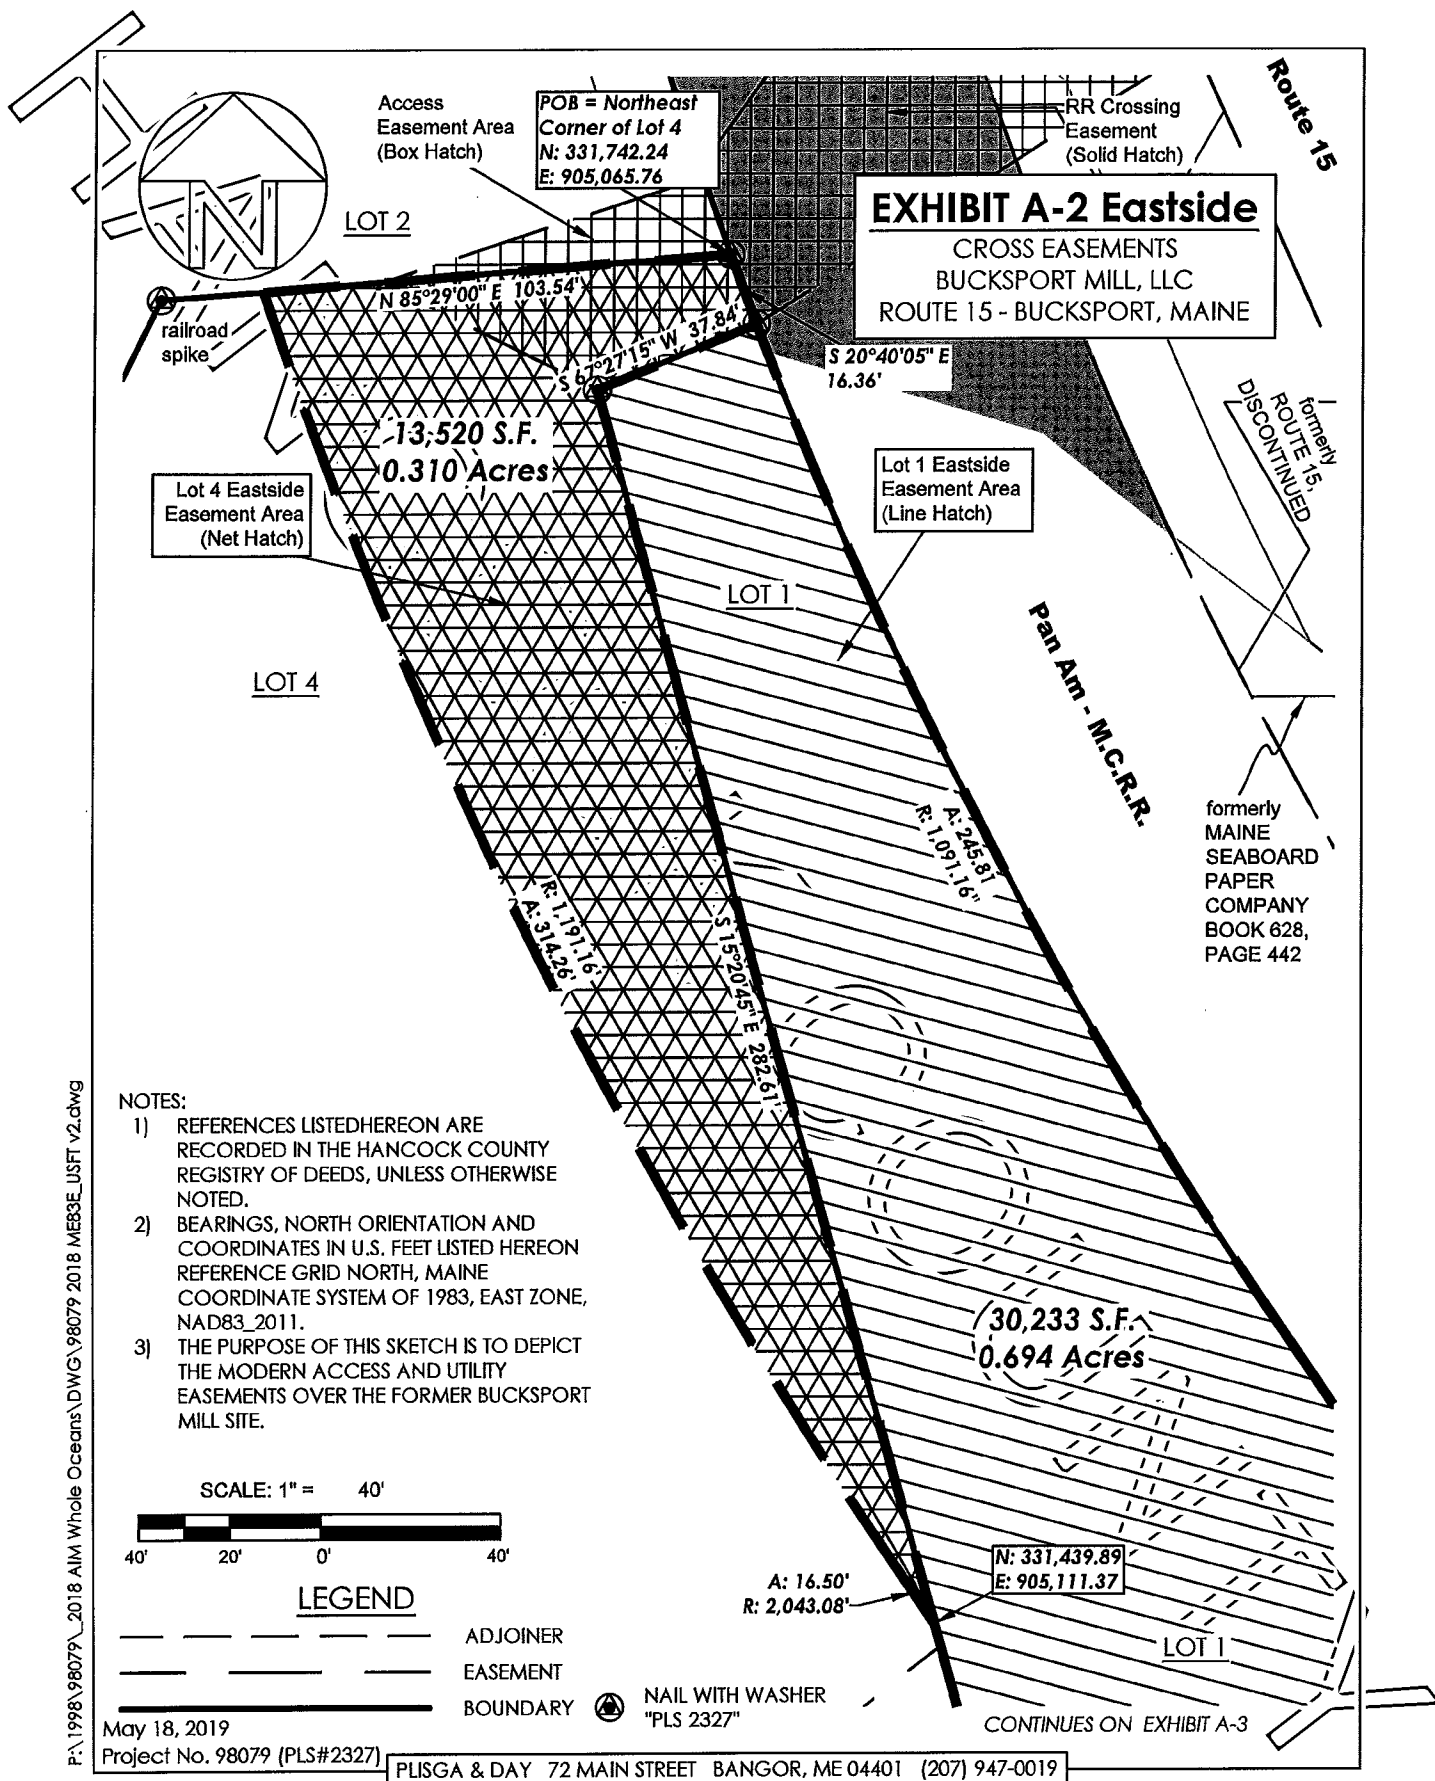 Access
Easement Area
(Box Hatch)
POB = Northeast
Corner of Lot 4
N: 331,742.24
E: 905,065.76
RR Crossing
Easement
(Solid Hatch)
Route 15
EXHIBIT A-2 Eastside
CROSS EASEMENTS
BUCKSPORT MILL, LLC
ROUTE 15 - BUCKSPORT, MAINE
N
LOT 2
railroad
spike
N 85°29'00" E 103.54'
S 67°27'15" W 37.84'
S 20°40'05" E
16.36'
formerly
ROUTE 15,
DISCONTINUED
13,520 S.F.
0.310 Acres
Lot 4 Eastside
Easement Area
(Net Hatch)
Lot 1 Eastside
Easement Area
(Line Hatch)
LOT 1
LOT 4
Pan Am - M.C.R.R.
A: 245.81'
R: 1,091.16"
formerly
MAINE
SEABOARD
PAPER
COMPANY
BOOK 628,
PAGE 442
R: 1,191.16'
A: 314.26'
S 15°20'45" E 282.61'
NOTES:
1) REFERENCES LISTEDHEREON ARE
RECORDED IN THE HANCOCK COUNTY
REGISTRY OF DEEDS, UNLESS OTHERWISE
NOTED.
2) BEARINGS, NORTH ORIENTATION AND
COORDINATES IN U.S. FEET LISTED HEREON
REFERENCE GRID NORTH, MAINE
COORDINATE SYSTEM OF 1983, EAST ZONE,
NAD83_2011.
3) THE PURPOSE OF THIS SKETCH IS TO DEPICT
THE MODERN ACCESS AND UTILITY
EASEMENTS OVER THE FORMER BUCKSPORT
MILL SITE.
30,233 S.F.
0.694 Acres
SCALE: 1" = 40'
40' 20' 0' 40'
N: 331,439.89
E: 905,111.37
A: 16.50'
R: 2,043.08'
LEGEND
ADJOINER
EASEMENT
BOUNDARY
NAIL WITH WASHER
"PLS 2327"
LOT 1
CONTINUES ON EXHIBIT A-3
May 18, 2019
Project No. 98079 (PLS#2327)
PLISGA & DAY 72 MAIN STREET BANGOR, ME 04401 (207) 947-0019
P:\1998\98079\_2018 AIM Whole Oceans\DWG\98079 2018 ME83E_USFT v2.dwg